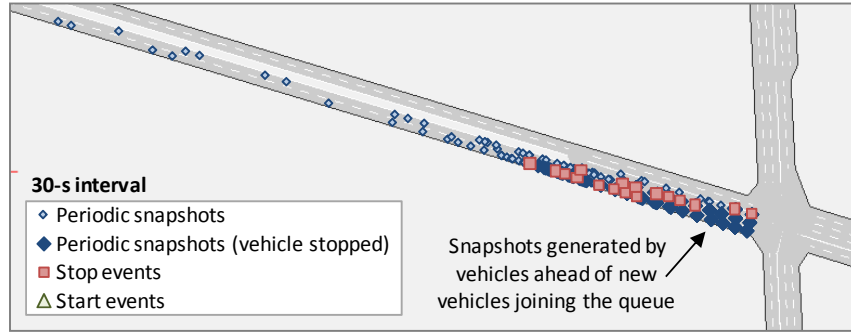 30-s interval
Periodic snapshots
Periodic snapshots (vehicle stopped)
Stop events
Start events
Snapshots generated by
vehicles ahead of new
vehicles joining the queue